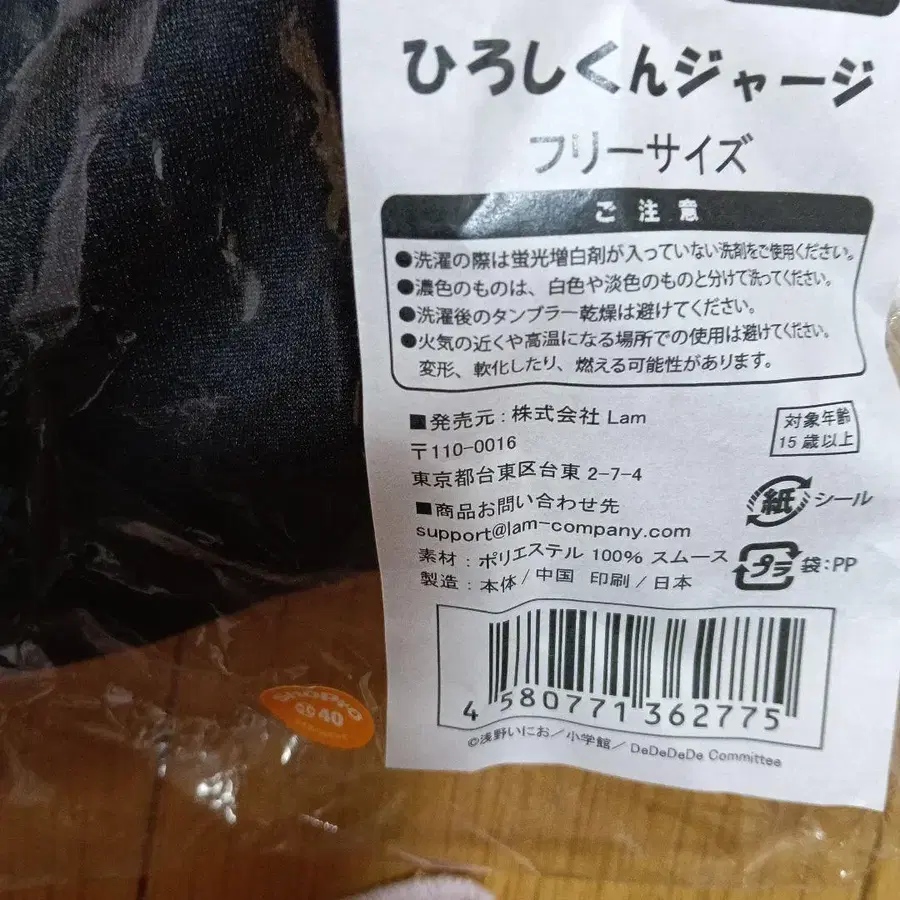 ひろしくんジャージ
フリーサイズ
ご注意
●洗濯の際は蛍光増白剤が入っていない洗剤をご使用ください。
●濃色のものは、白色や淡色のものと分けて洗ってください。
●洗濯後のタンブラー乾燥は避けてください。
●火気の近くや高温になる場所での使用は避けてください。
変形、軟化したり、燃える可能性があります。
■発売元：株式会社 Lam
〒110-0016
東京都台東区台東 2-7-4
■商品お問い合わせ先
support@lam-company.com
素材：ポリエステル 100% スムース
製造：本体/中国 印刷/日本
対象年齢
15歳以上
紙 シール
プラ 袋:PP
4 580771 362775
©浅野いにお／小学館／DeDeDeDe Committee
ShoPro
40